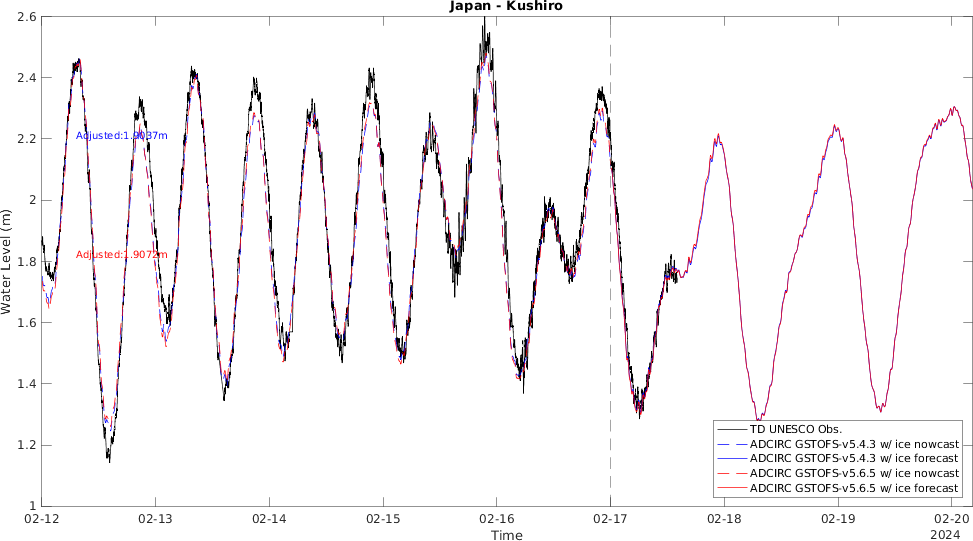 Japan - Kushiro
2.6
2.4
2.2
2
1.8
1.6
1.4
1.2
1
Water Level (m)
Adjusted:1.9037m
Adjusted:1.9072m
TD UNESCO Obs.
ADCIRC GSTOFS-v5.4.3 w/ ice nowcast
ADCIRC GSTOFS-v5.4.3 w/ ice forecast
ADCIRC GSTOFS-v5.6.5 w/ ice nowcast
ADCIRC GSTOFS-v5.6.5 w/ ice forecast
02-12 02-13 02-14 02-15 02-16 02-17 02-18 02-19 02-20
Time
2024